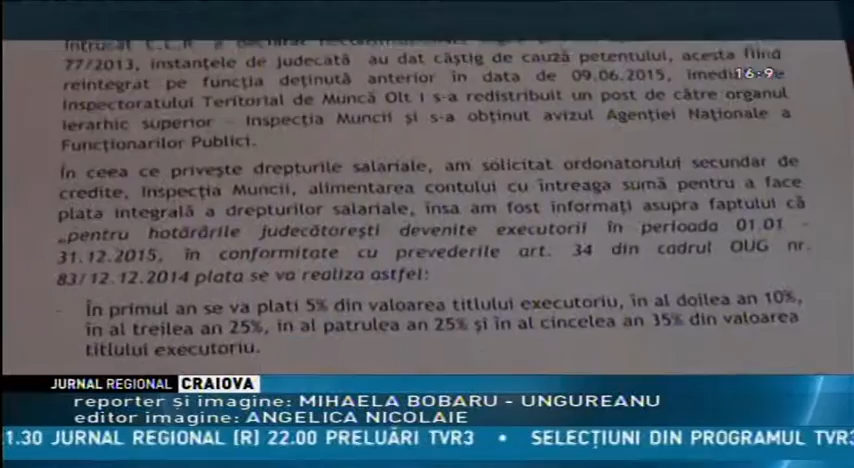 77/2013, instanțele de judecată au dat câștig de cauză petentului, acesta fiind
reintegrat pe funcția deținută anterior în data de 09.06.2015,
16-9
Inspectoratului Teritorial de Muncă Olt i s-a redistribuit un post de către organul
ierarhic superior – Inspecția Muncii și s-a obținut avizul Agenției Naționale a
Funcționarilor Publici.
În ceea ce privește drepturile salariale, am solicitat ordonatorului secundar de
credite, Inspecția Muncii, alimentarea contului cu întreaga sumă pentru a face
plata integrală a drepturilor salariale, însa am fost informați asupra faptului că
„pentru hotărârile judecătorești devenite executorii în perioada 01.01 -
31.12.2015, în conformitate cu prevederile art. 34 din cadrul OUG nr.
83/12.12.2014 plata se va realiza astfel:
- În primul an se va plati 5% din valoarea titlului executoriu, în al doilea an 10%,
în al treilea an 25%, in al patrulea an 25% și în al cincelea an 35% din valoarea
titlului executoriu.
JURNAL REGIONAL CRAIOVA
reporter și imagine: MIHAELA BOBARU - UNGUREANU
editor imagine: ANGELICA NICOLAIE
1.30 JURNAL REGIONAL [R] 22.00 PRELUĂRI TVR3 • SELECȚIUNI DIN PROGRAMUL TVR3